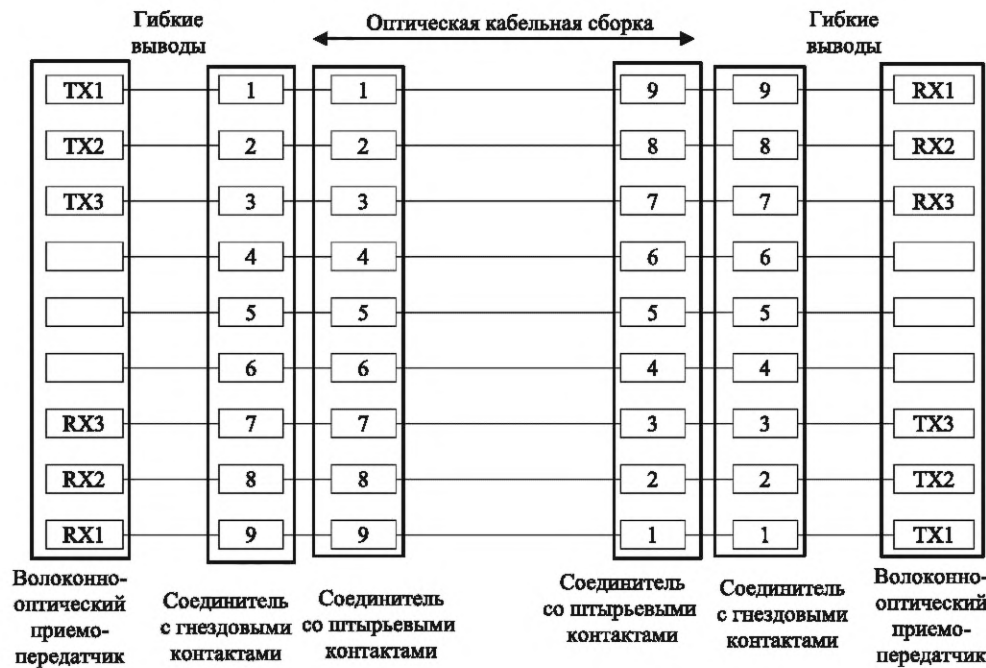 Гибкие
выводы
Оптическая кабельная сборка
Гибкие
выводы
TX1 1 1 9 9 RX1
TX2 2 2 8 8 RX2
TX3 3 3 7 7 RX3
4 4 6 6
5 5 5 5
6 6 4 4
RX3 7 7 3 3 TX3
RX2 8 8 2 2 TX2
RX1 9 9 1 1 TX1
Волоконно-
оптический
приемо-
передатчик
Соединитель
с гнездовыми
контактами
Соединитель
со штырьевыми
контактами
Соединитель
со штырьевыми
контактами
Соединитель
с гнездовыми
контактами
Волоконно-
оптический
приемо-
передатчик